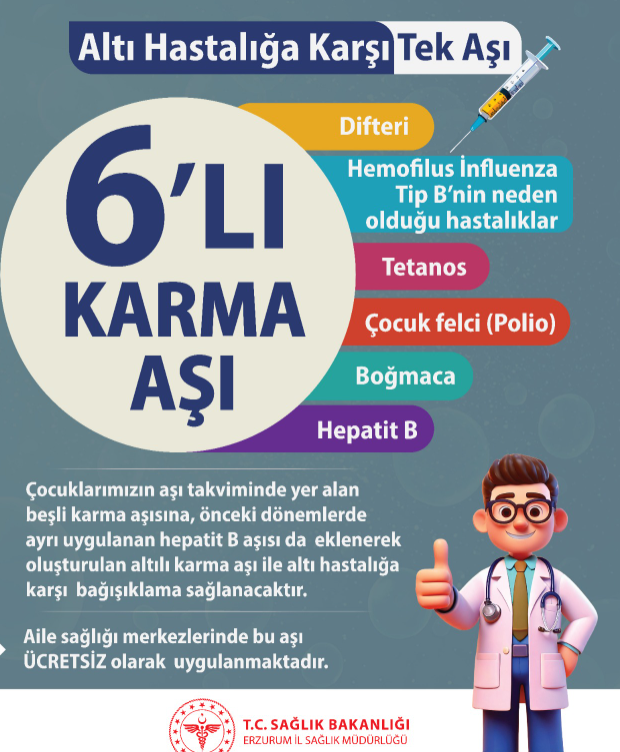 Altı Hastalığa Karşı Tek Aşı
6'LI
KARMA
AŞI
Difteri
Hemofilus İnfluenza
Tip B'nin neden
olduğu hastalıklar
Tetanos
Çocuk felci (Polio)
Boğmaca
Hepatit B
Çocuklarımızın aşı takviminde yer alan
beşli karma aşısına, önceki dönemlerde
ayrı uygulanan hepatit B aşısı da eklenerek
oluşturulan altılı karma aşı ile altı hastalığa
karşı bağışıklama sağlanacaktır.
Aile sağlığı merkezlerinde bu aşı
ÜCRETSİZ olarak uygulanmaktadır.
T.C. SAĞLIK BAKANLIĞI
ERZURUM İL SAĞLIK MÜDÜRLÜĞÜ